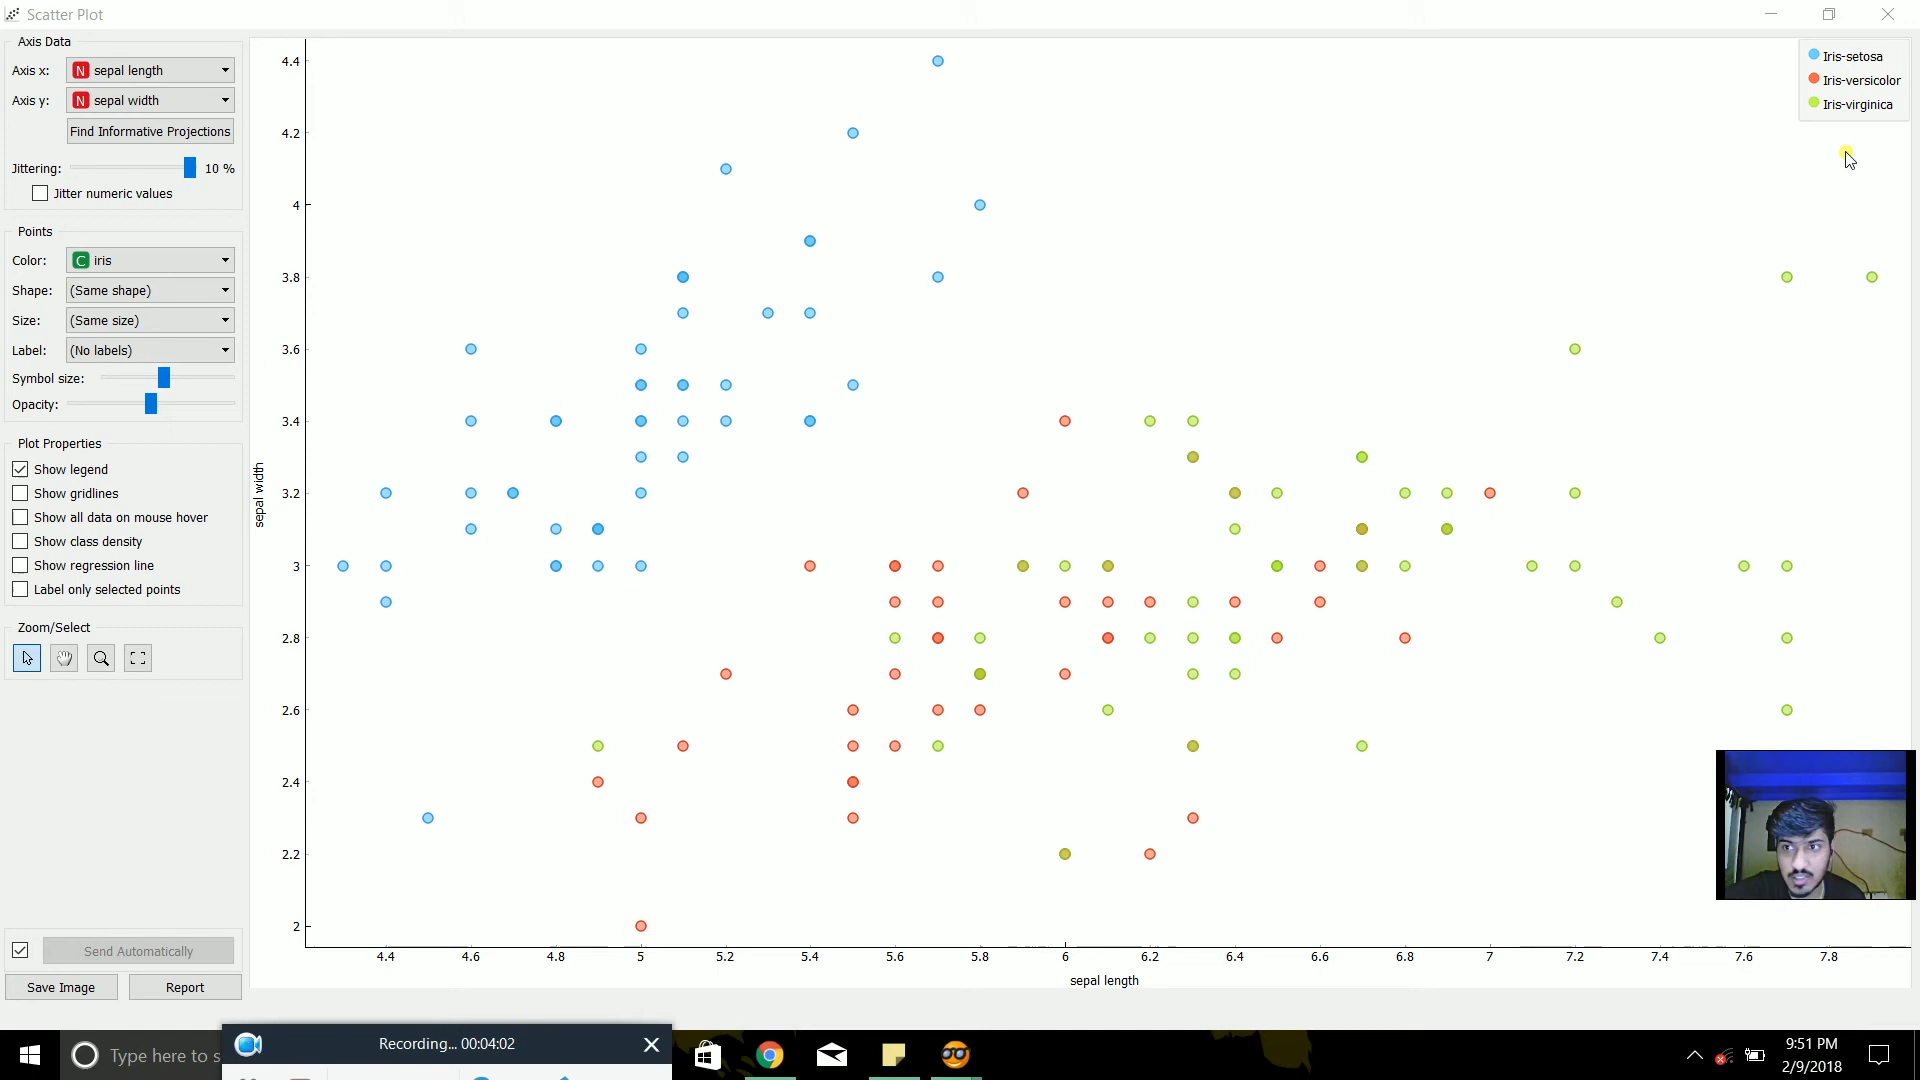 Scatter Plot
Axis Data
Axis x: N sepal length
Axis y: N sepal width
Find Informative Projections
Jittering: 10 %
Jitter numeric values
Points
Color: C iris
Shape: (Same shape)
Size: (Same size)
Label: (No labels)
Symbol size:
Opacity:
Plot Properties
Show legend
Show gridlines
Show all data on mouse hover
Show class density
Show regression line
Label only selected points
Zoom/Select
Send Automatically
Save Image Report
Iris-setosa
Iris-versicolor
Iris-virginica
4.4
4.2
4
3.8
3.6
3.4
3.2
3
2.8
2.6
2.4
2.2
2
sepal width
4.4 4.6 4.8 5 5.2 5.4 5.6 5.8 6 6.2 6.4 6.6 6.8 7 7.2 7.4 7.6 7.8
sepal length
Type here to s
Recording... 00:04:02
9:51 PM
2/9/2018